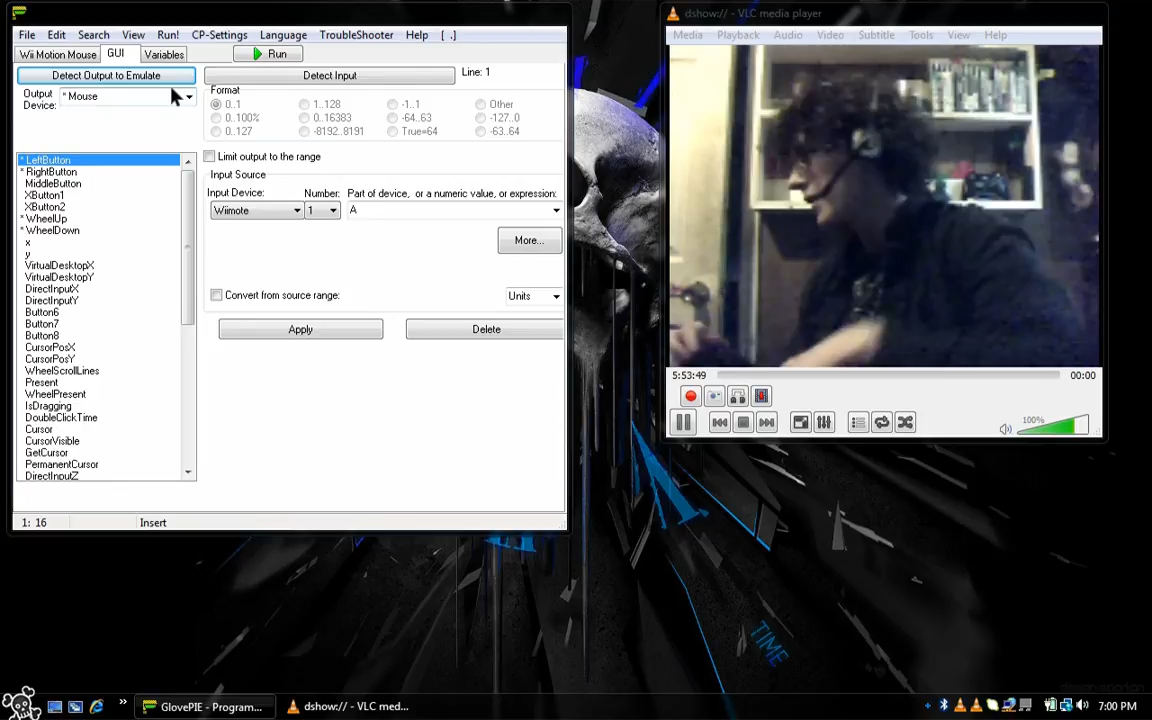 dshow:// - VLC media player
File Edit Search View Run! CP-Settings Language TroubleShooter Help [ .]
Media Playback Audio Video Subtitle Tools View Help
Wii Motion Mouse GUI Variables Run
Detect Output to Emulate Detect Input Line: 1
Output Device: * Mouse
Format
0..1 1..128 -1..1 Other
0..100% 0..16383 -64..63 -127..0
0..127 -8192..8191 True=64 -63..64
Limit output to the range
Input Source
Input Device: Number: Part of device, or a numeric value, or expression:
Wiimote 1 A
More...
Convert from source range: Units
Apply Delete
* LeftButton
* RightButton
MiddleButton
XButton1
XButton2
* WheelUp
* WheelDown
x
y
VirtualDesktopX
VirtualDesktopY
DirectInputX
DirectInputY
Button6
Button7
Button8
CursorPosX
CursorPosY
WheelScrollLines
Present
WheelPresent
IsDragging
DoubleClickTime
Cursor
CursorVisible
GetCursor
PermanentCursor
DirectInputZ
1: 16 Insert
5:53:49 00:00
100%
TIME
» GlovePIE - Program... dshow:// - VLC med... 7:00 PM